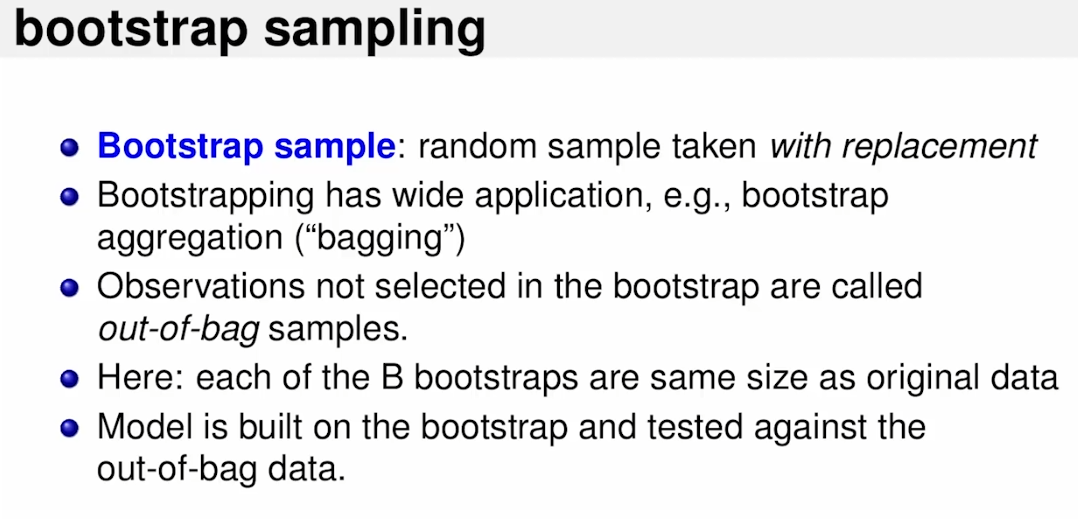 bootstrap sampling
Bootstrap sample: random sample taken with replacement
Bootstrapping has wide application, e.g., bootstrap
aggregation (“bagging”)
Observations not selected in the bootstrap are called
out-of-bag samples.
Here: each of the B bootstraps are same size as original data
Model is built on the bootstrap and tested against the
out-of-bag data.